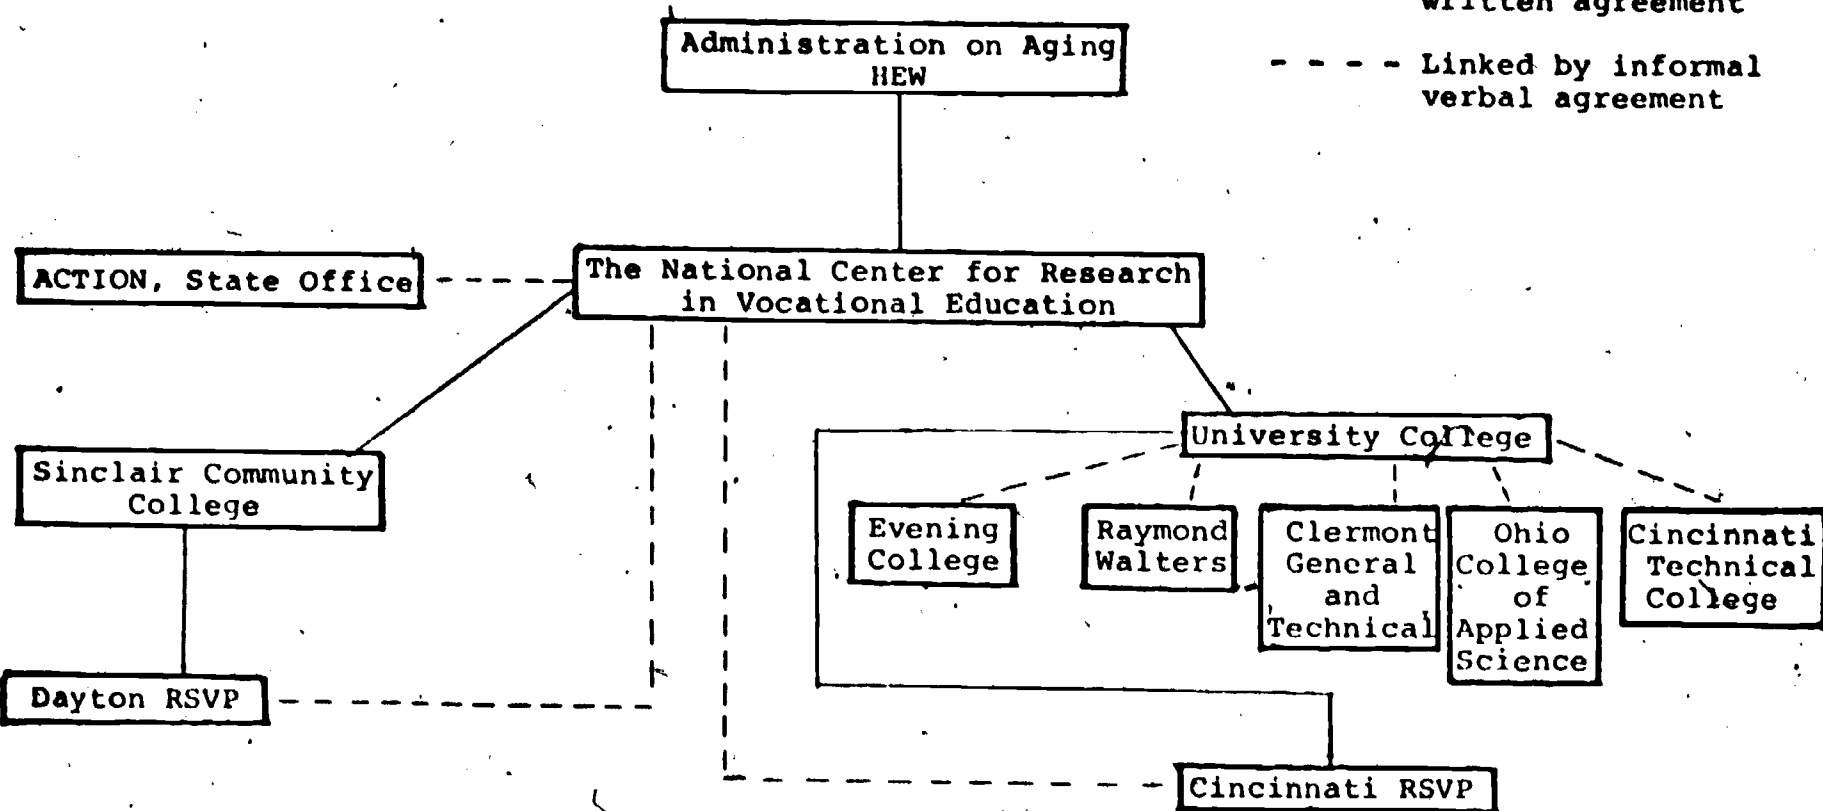 written agreement
- - - - Linked by informal
verbal agreement
Administration on Aging
HEW
ACTION, State Office
The National Center for Research
in Vocational Education
Sinclair Community
College
University College
Evening
College
Raymond
Walters
Clermont
General
and
Technical
Ohio
College
of
Applied
Science
Cincinnati
Technical
College
Dayton RSVP
Cincinnati RSVP